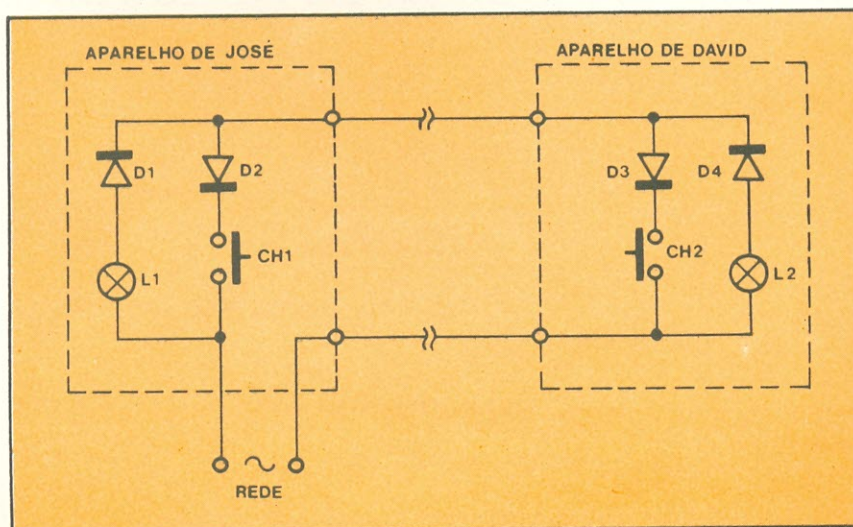 APARELHO DE JOSÉ
APARELHO DE DAVID
D1
D2
D3
D4
CH1
CH2
L1
L2
REDE